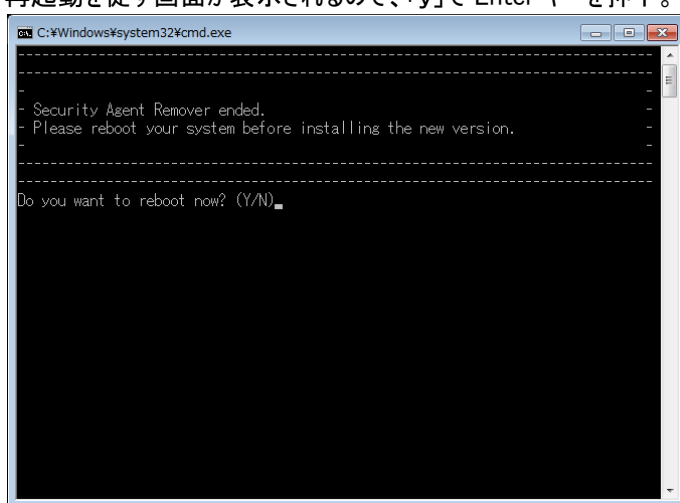 再起動を促す画面が表示されるので、「y」で Enter キーを押下。
C:¥Windows¥system32¥cmd.exe
--------------------------------------------------------------------------------
--------------------------------------------------------------------------------
- -
- Security Agent Remover ended. -
- Please reboot your system before installing the new version. -
- -
--------------------------------------------------------------------------------
--------------------------------------------------------------------------------
Do you want to reboot now? (Y/N)_